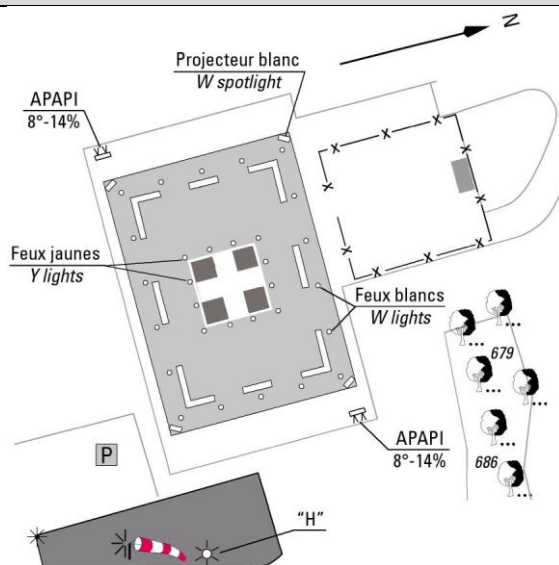 N
Projecteur blanc
W spotlight
APAPI
8°-14%
Feux jaunes
Y lights
Feux blancs
W lights
679
686
APAPI
8°-14%
P
"H"